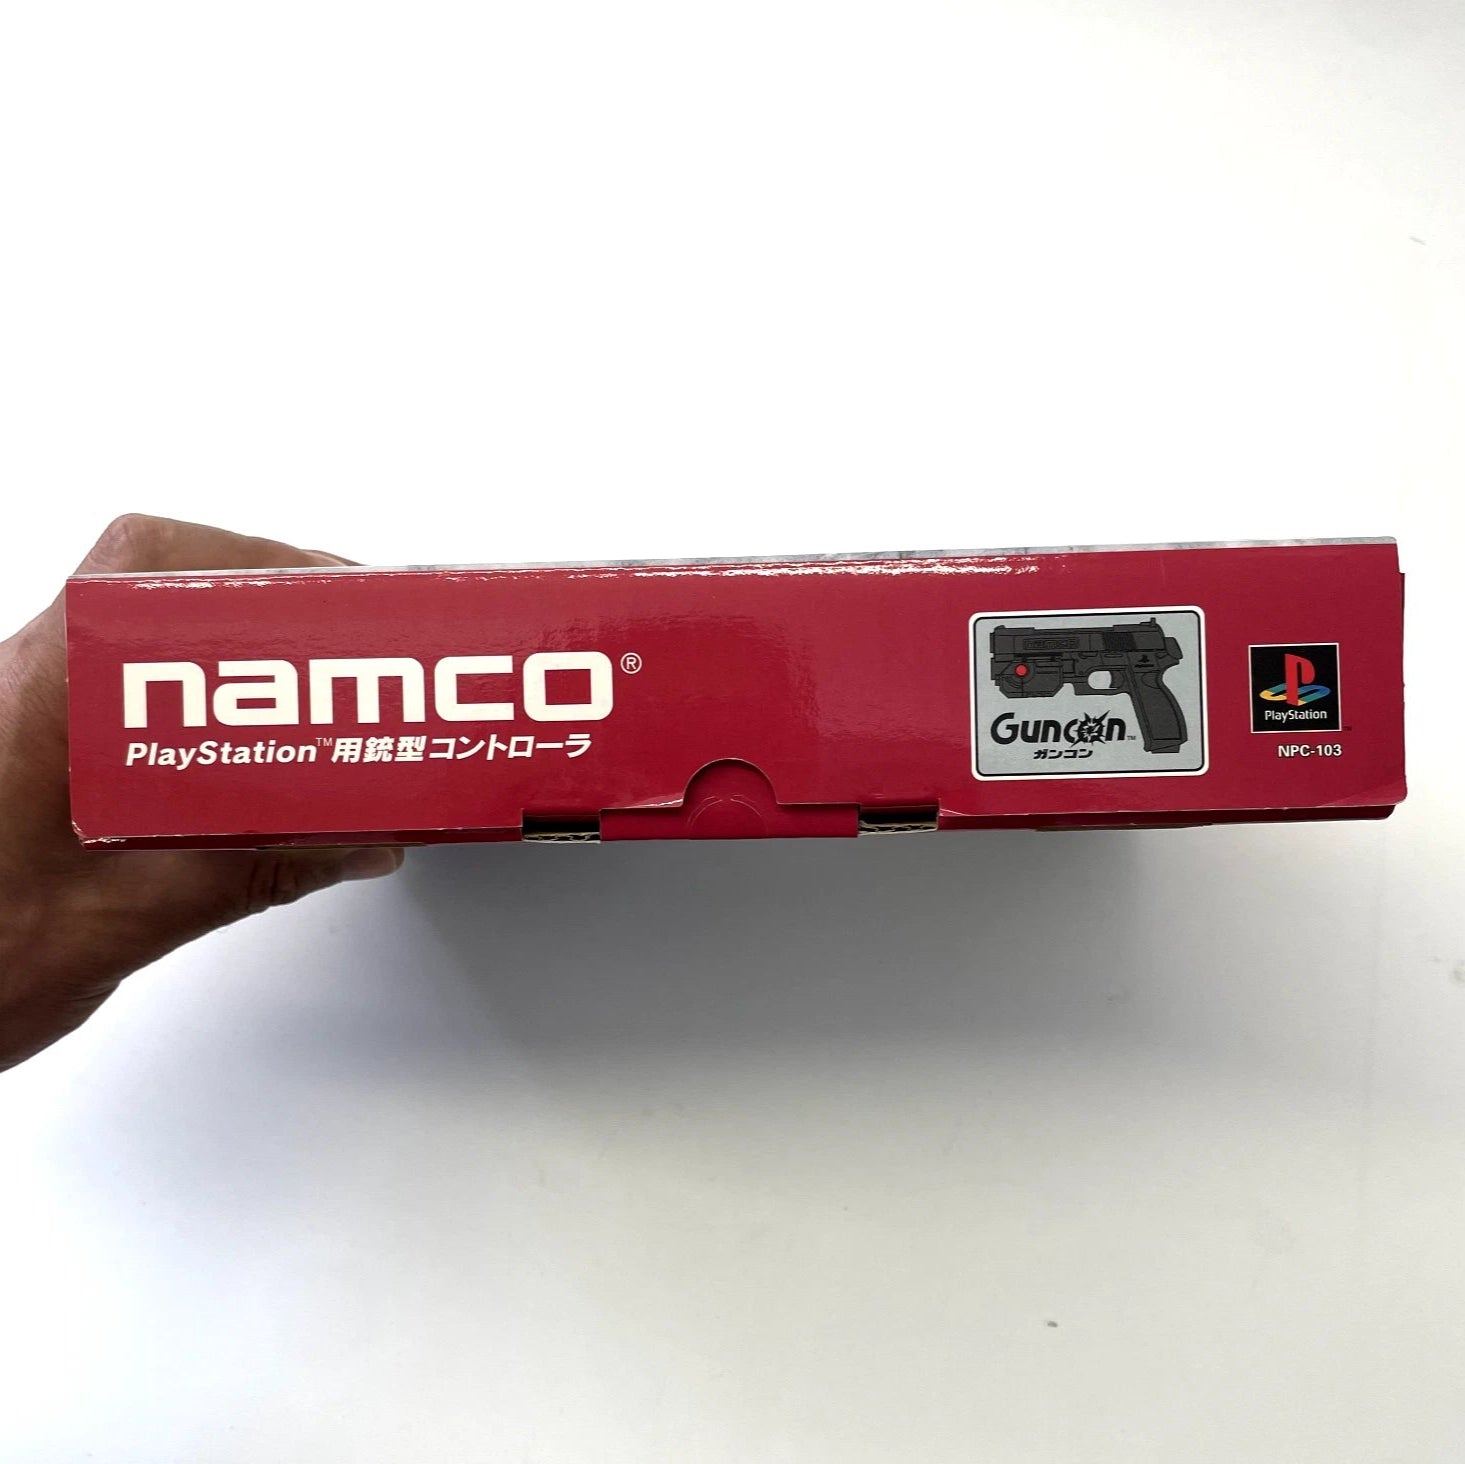 namco®
PlayStation™用銃型コントローラ
Guncon™
ガンコン
PlayStation™
NPC-103